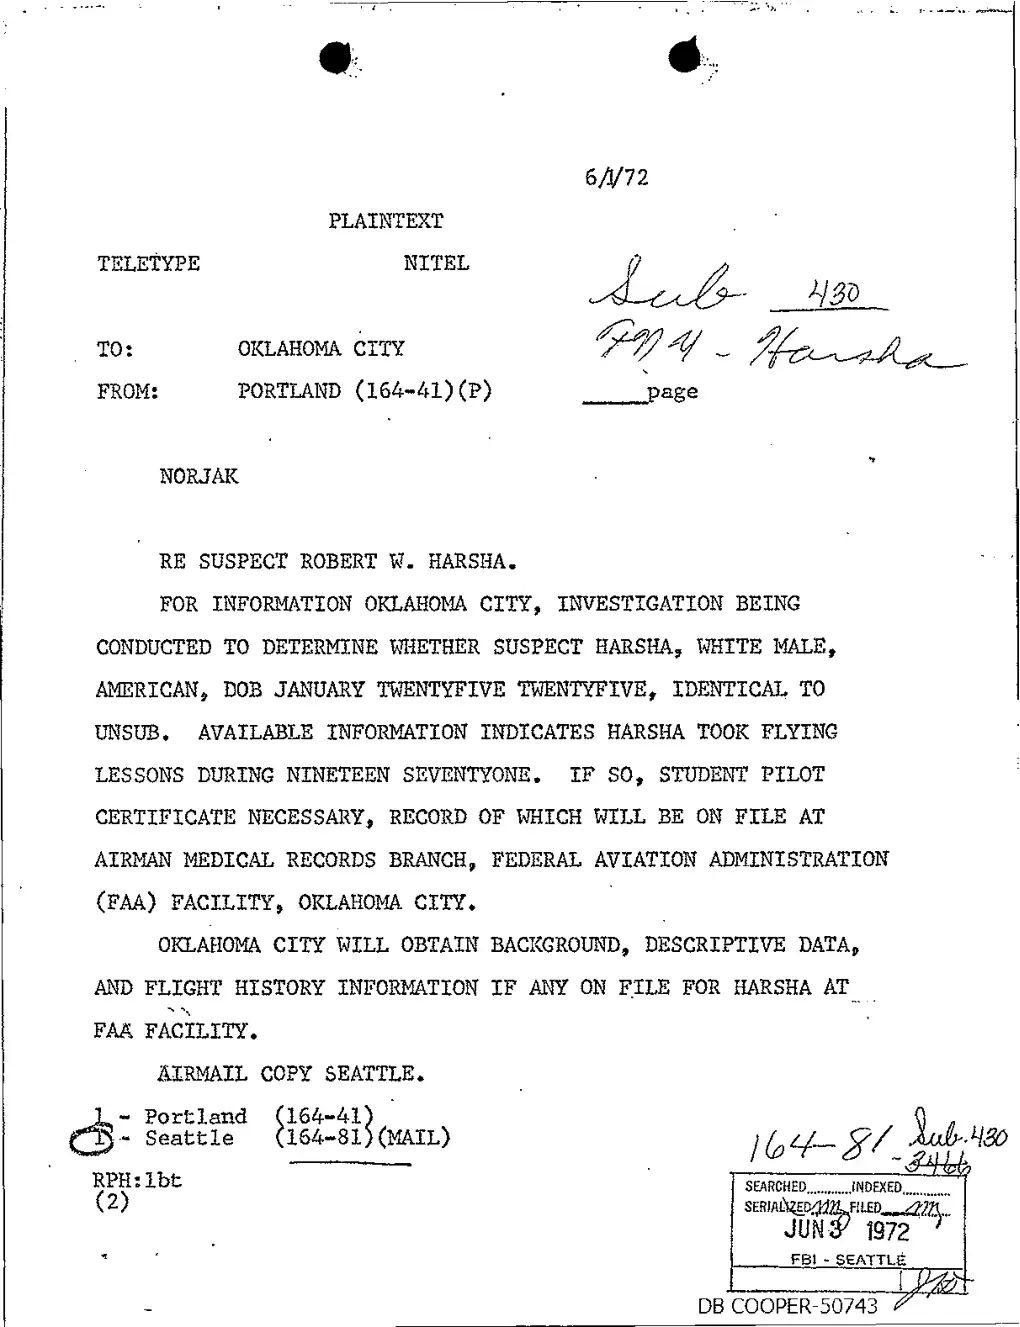 6/1/72
PLAINTEXT
TELETYPE NITEL
Sub 430
TO: OKLAHOMA CITY
- Harsha
FROM: PORTLAND (164-41)(P)
_____page
NORJAK
RE SUSPECT ROBERT W. HARSHA.
FOR INFORMATION OKLAHOMA CITY, INVESTIGATION BEING
CONDUCTED TO DETERMINE WHETHER SUSPECT HARSHA, WHITE MALE,
AMERICAN, DOB JANUARY TWENTYFIVE TWENTYFIVE, IDENTICAL TO
UNSUB. AVAILABLE INFORMATION INDICATES HARSHA TOOK FLYING
LESSONS DURING NINETEEN SEVENTYONE. IF SO, STUDENT PILOT
CERTIFICATE NECESSARY, RECORD OF WHICH WILL BE ON FILE AT
AIRMAN MEDICAL RECORDS BRANCH, FEDERAL AVIATION ADMINISTRATION
(FAA) FACILITY, OKLAHOMA CITY.
OKLAHOMA CITY WILL OBTAIN BACKGROUND, DESCRIPTIVE DATA,
AND FLIGHT HISTORY INFORMATION IF ANY ON FILE FOR HARSHA AT
FAA FACILITY.
AIRMAIL COPY SEATTLE.
1 - Portland (164-41)
1 - Seattle (164-81)(MAIL)
RPH:lbt
(2)
164-81 Sub.430
-3466
SEARCHED............INDEXED............
SERIALIZED FILED
JUN 3 1972
FBI - SEATTLE
DB COOPER-50743